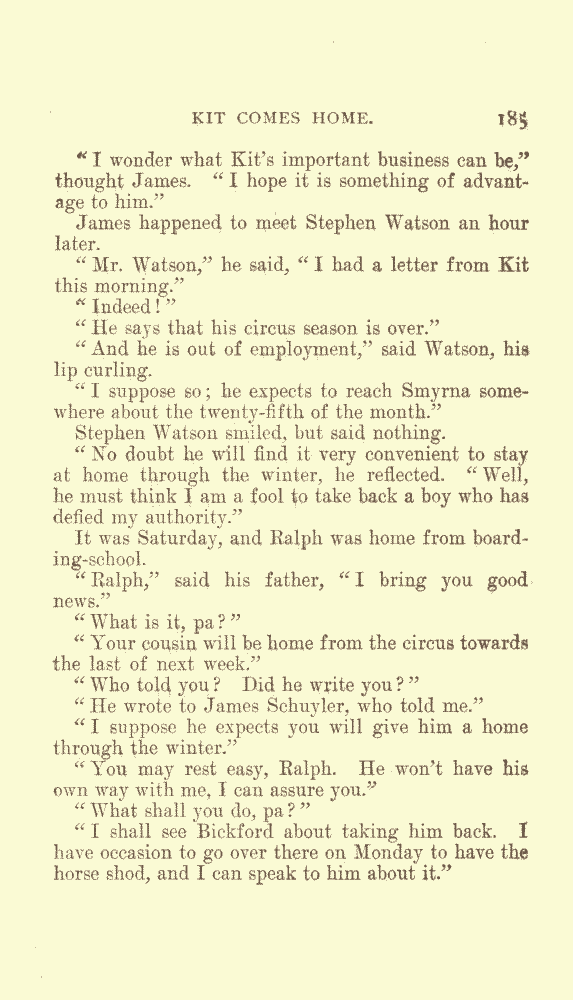 KIT COMES HOME. 185
“I wonder what Kit’s important business can be,”
thought James. “I hope it is something of advant-
age to him.”
James happened to meet Stephen Watson an hour
later.
“Mr. Watson,” he said, “I had a letter from Kit
this morning.”
“Indeed!”
“He says that his circus season is over.”
“And he is out of employment,” said Watson, his
lip curling.
“I suppose so; he expects to reach Smyrna some-
where about the twenty-fifth of the month.”
Stephen Watson smiled, but said nothing.
“No doubt he will find it very convenient to stay
at home through the winter, he reflected. “Well,
he must think I am a fool to take back a boy who has
defied my authority.”
It was Saturday, and Ralph was home from board-
ing-school.
“Ralph,” said his father, “I bring you good
news.”
“What is it, pa?”
“Your cousin will be home from the circus towards
the last of next week.”
“Who told you? Did he write you?”
“He wrote to James Schuyler, who told me.”
“I suppose he expects you will give him a home
through the winter.”
“You may rest easy, Ralph. He won’t have his
own way with me, I can assure you.”
“What shall you do, pa?”
“I shall see Bickford about taking him back. I
have occasion to go over there on Monday to have the
horse shod, and I can speak to him about it.”